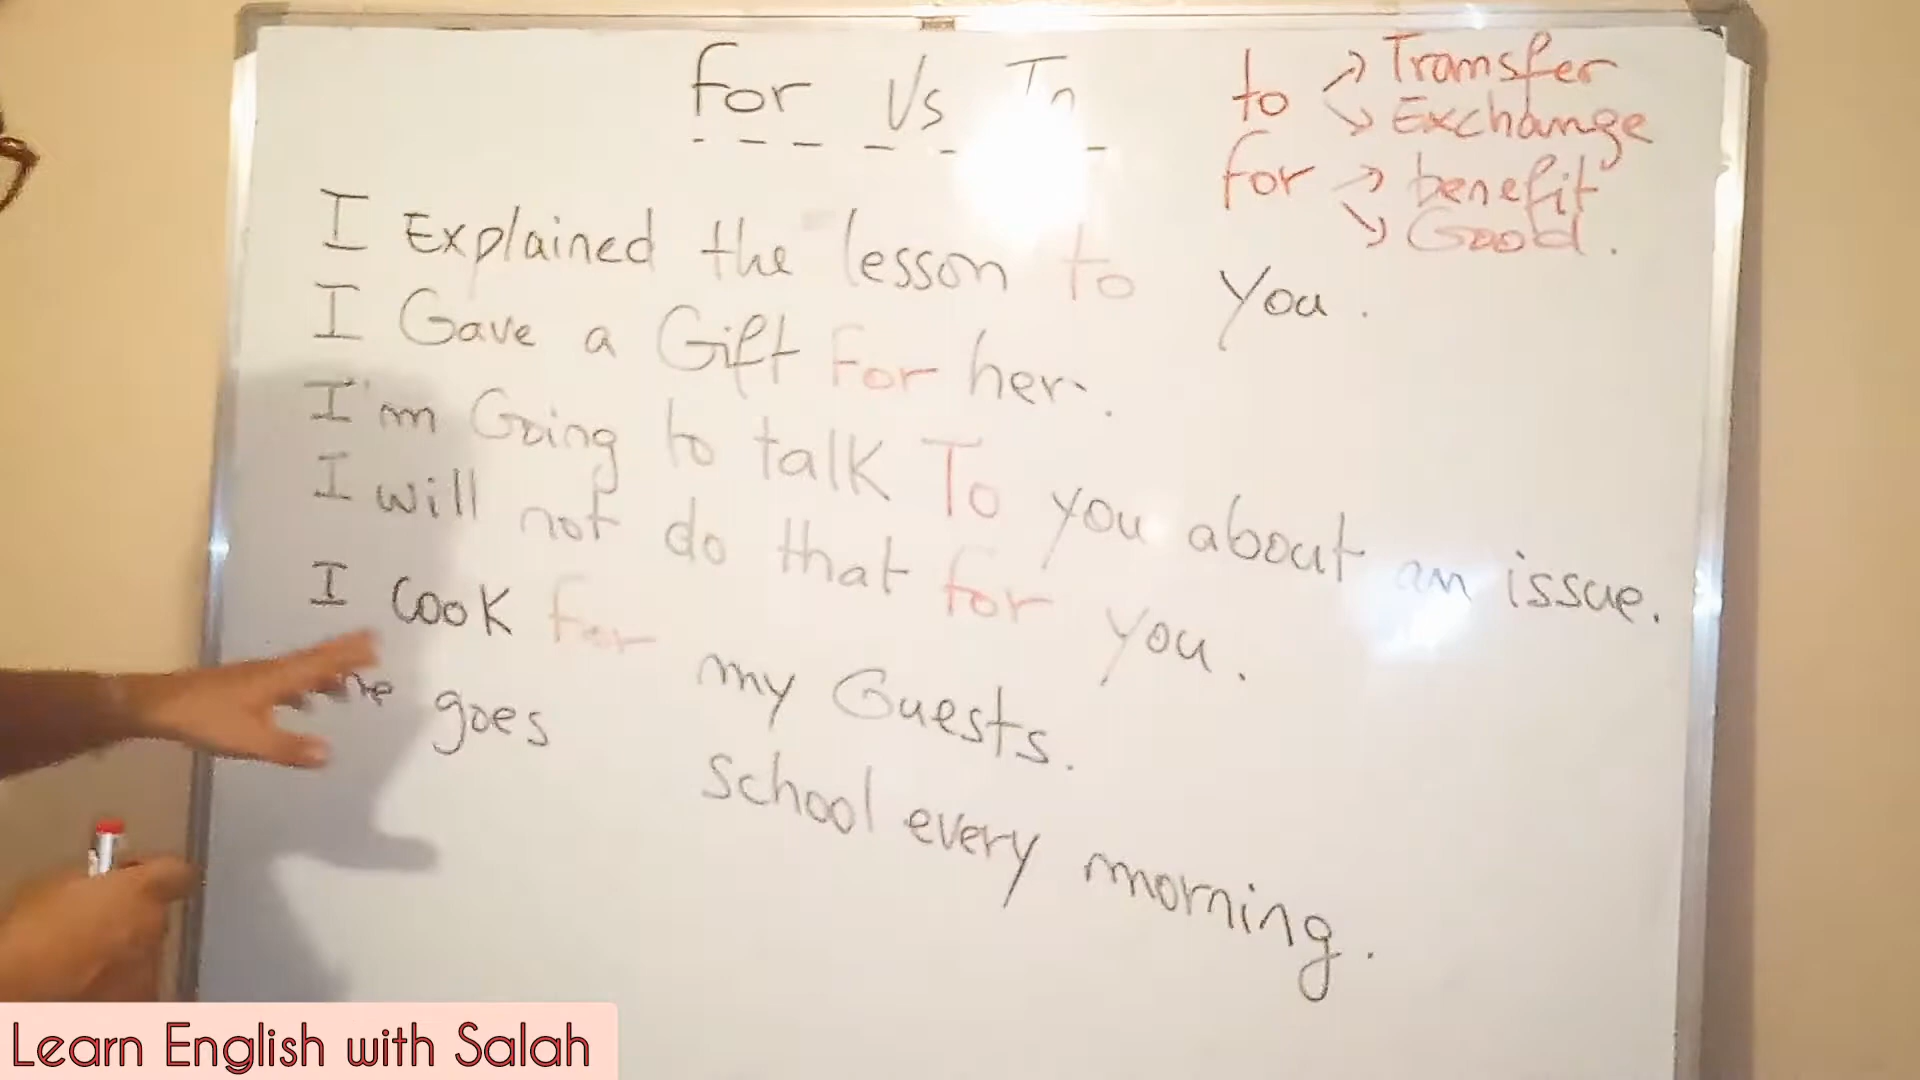 for Vs To
to → Transfer
↘ Exchange
for → benefit
↘ Good.
I Explained the lesson to you.
I Gave a Gift For her.
I'm Going to talk To you about an issue.
I will not do that for you.
I cook for my Guests.
goes school every morning.
Learn English with Salah